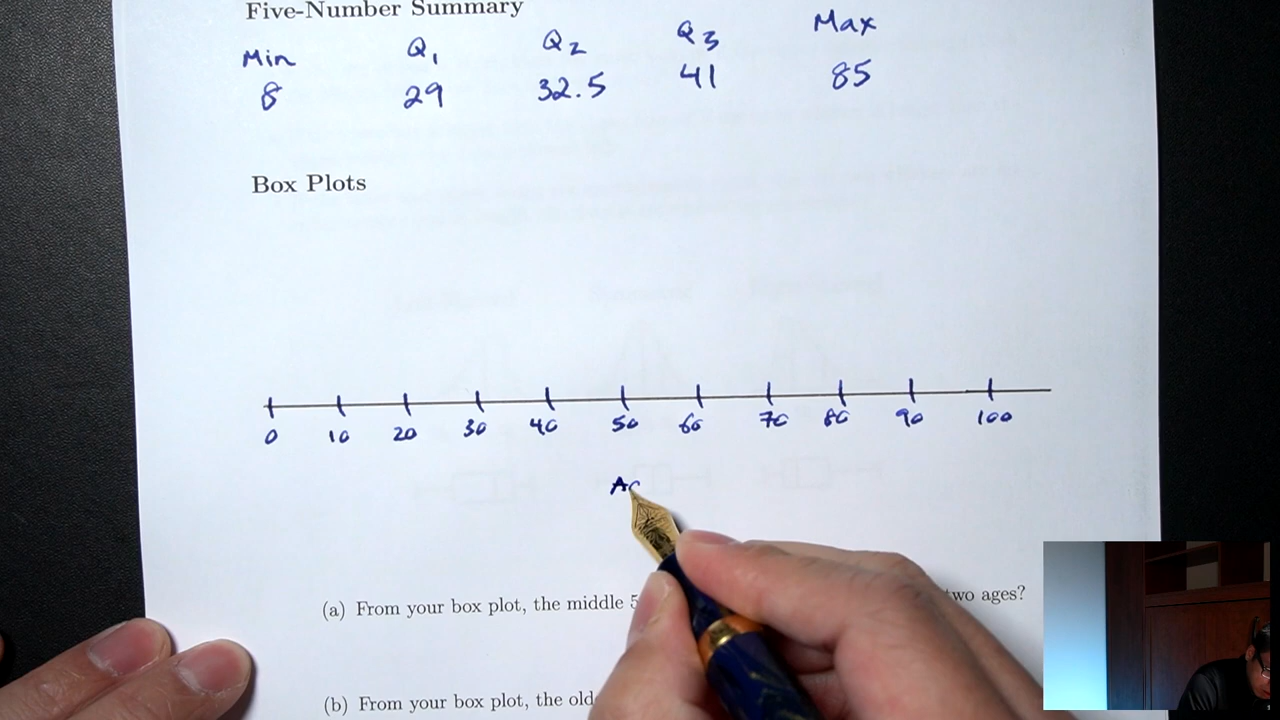 Five-Number Summary
Min Q1 Q2 Q3 Max
8 29 32.5 41 85
Box Plots
0 10 20 30 40 50 60 70 80 90 100
(a) From your box plot, the middle 5 two ages?
(b) From your box plot, the old